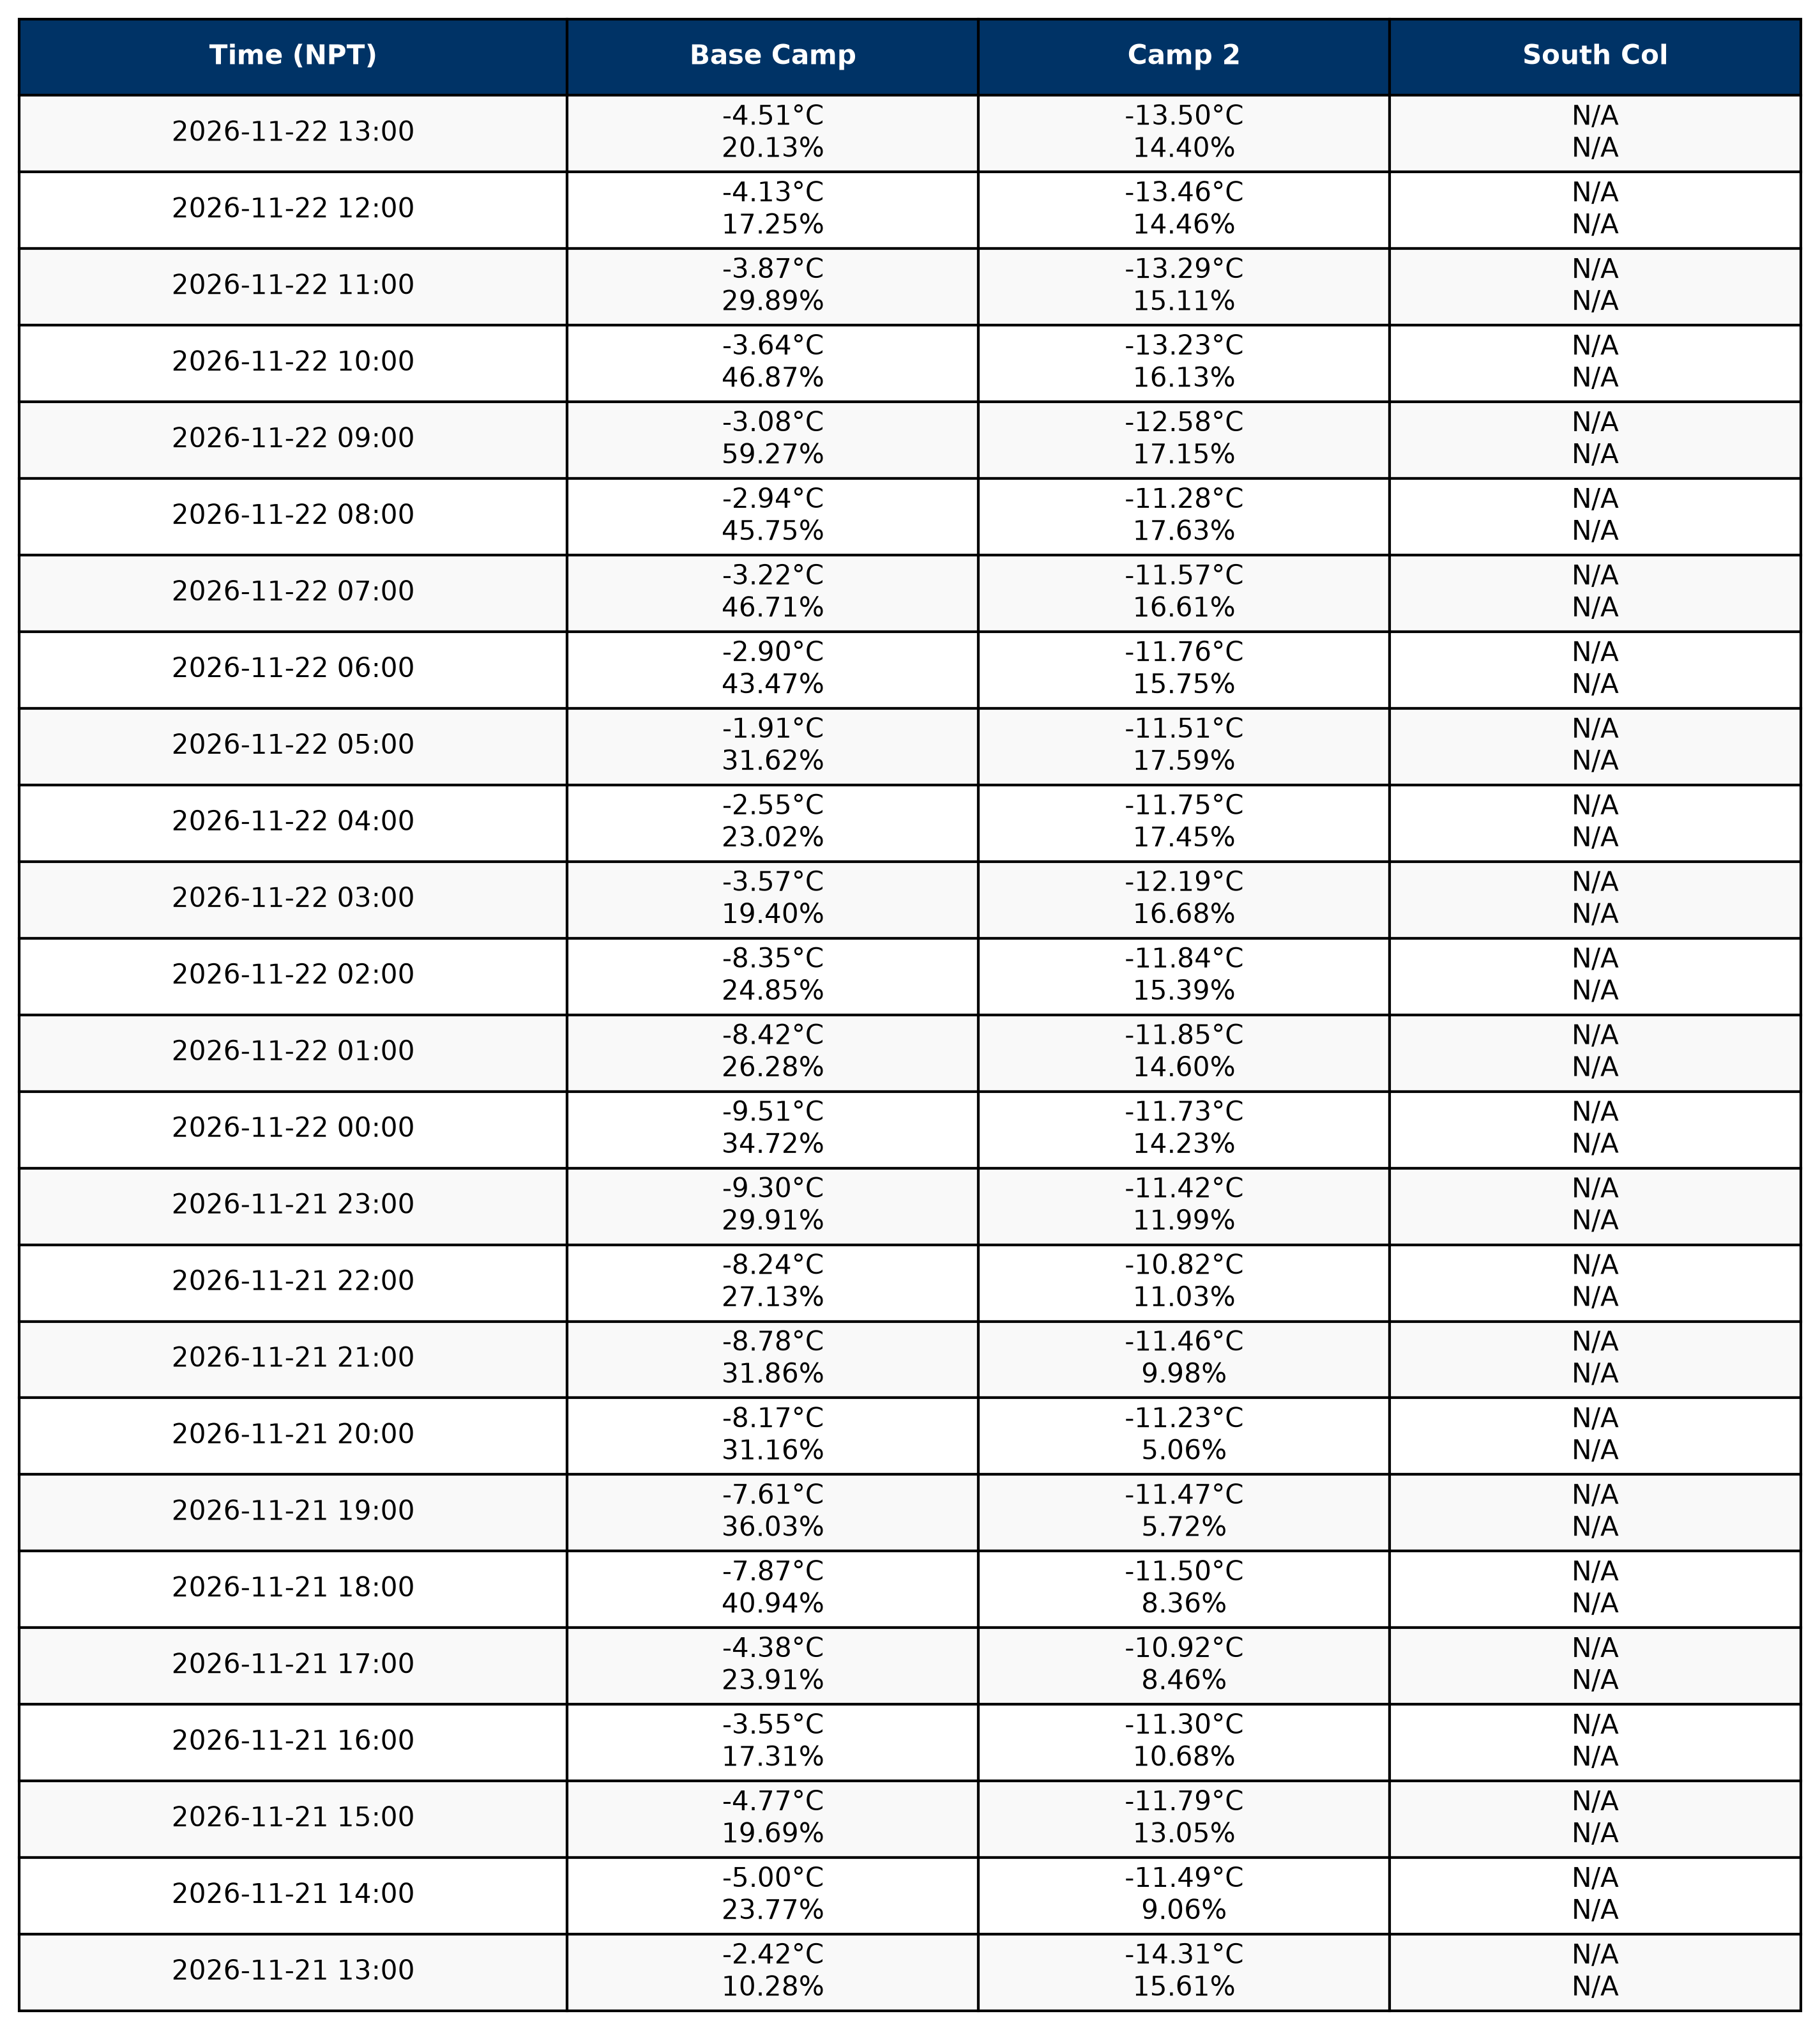 Time (NPT) Base Camp Camp 2 South Col
2026-11-22 13:00 -4.51°C -13.50°C N/A
20.13% 14.40% N/A
2026-11-22 12:00 -4.13°C -13.46°C N/A
17.25% 14.46% N/A
2026-11-22 11:00 -3.87°C -13.29°C N/A
29.89% 15.11% N/A
2026-11-22 10:00 -3.64°C -13.23°C N/A
46.87% 16.13% N/A
2026-11-22 09:00 -3.08°C -12.58°C N/A
59.27% 17.15% N/A
2026-11-22 08:00 -2.94°C -11.28°C N/A
45.75% 17.63% N/A
2026-11-22 07:00 -3.22°C -11.57°C N/A
46.71% 16.61% N/A
2026-11-22 06:00 -2.90°C -11.76°C N/A
43.47% 15.75% N/A
2026-11-22 05:00 -1.91°C -11.51°C N/A
31.62% 17.59% N/A
2026-11-22 04:00 -2.55°C -11.75°C N/A
23.02% 17.45% N/A
2026-11-22 03:00 -3.57°C -12.19°C N/A
19.40% 16.68% N/A
2026-11-22 02:00 -8.35°C -11.84°C N/A
24.85% 15.39% N/A
2026-11-22 01:00 -8.42°C -11.85°C N/A
26.28% 14.60% N/A
2026-11-22 00:00 -9.51°C -11.73°C N/A
34.72% 14.23% N/A
2026-11-21 23:00 -9.30°C -11.42°C N/A
29.91% 11.99% N/A
2026-11-21 22:00 -8.24°C -10.82°C N/A
27.13% 11.03% N/A
2026-11-21 21:00 -8.78°C -11.46°C N/A
31.86% 9.98% N/A
2026-11-21 20:00 -8.17°C -11.23°C N/A
31.16% 5.06% N/A
2026-11-21 19:00 -7.61°C -11.47°C N/A
36.03% 5.72% N/A
2026-11-21 18:00 -7.87°C -11.50°C N/A
40.94% 8.36% N/A
2026-11-21 17:00 -4.38°C -10.92°C N/A
23.91% 8.46% N/A
2026-11-21 16:00 -3.55°C -11.30°C N/A
17.31% 10.68% N/A
2026-11-21 15:00 -4.77°C -11.79°C N/A
19.69% 13.05% N/A
2026-11-21 14:00 -5.00°C -11.49°C N/A
23.77% 9.06% N/A
2026-11-21 13:00 -2.42°C -14.31°C N/A
10.28% 15.61% N/A